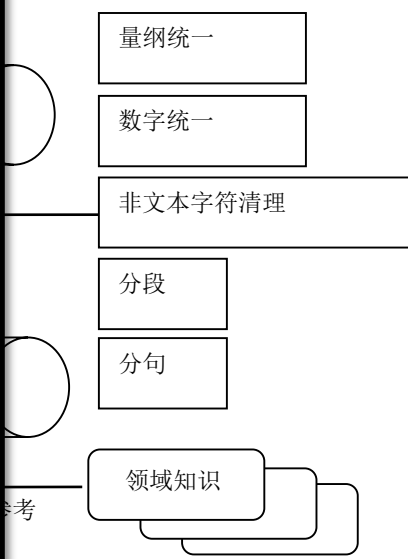 量纲统一
数字统一
非文本字符清理
分段
分句
领域知识
考